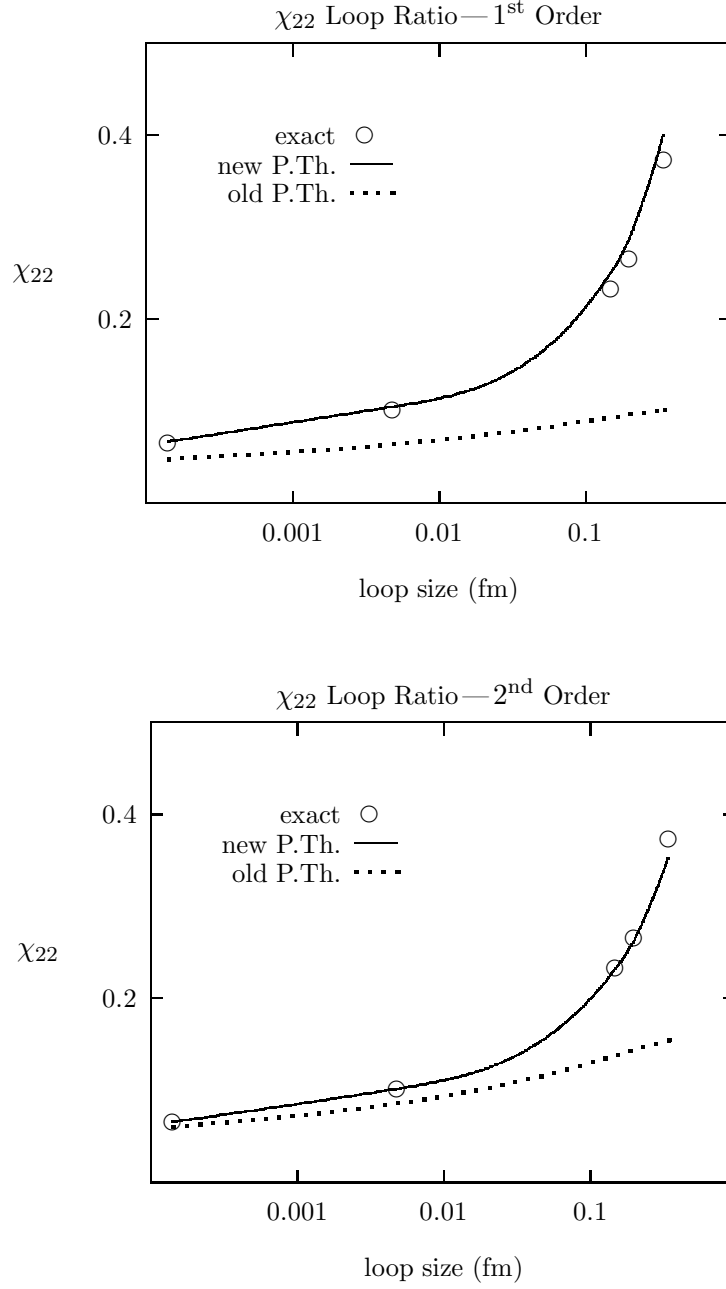 χ₂₂ Loop Ratio—1ˢᵗ Order
0.4
exact
new P.Th.
old P.Th.
χ₂₂
0.2
0.001 0.01 0.1
loop size (fm)
χ₂₂ Loop Ratio—2ⁿᵈ Order
0.4
exact
new P.Th.
old P.Th.
χ₂₂
0.2
0.001 0.01 0.1
loop size (fm)